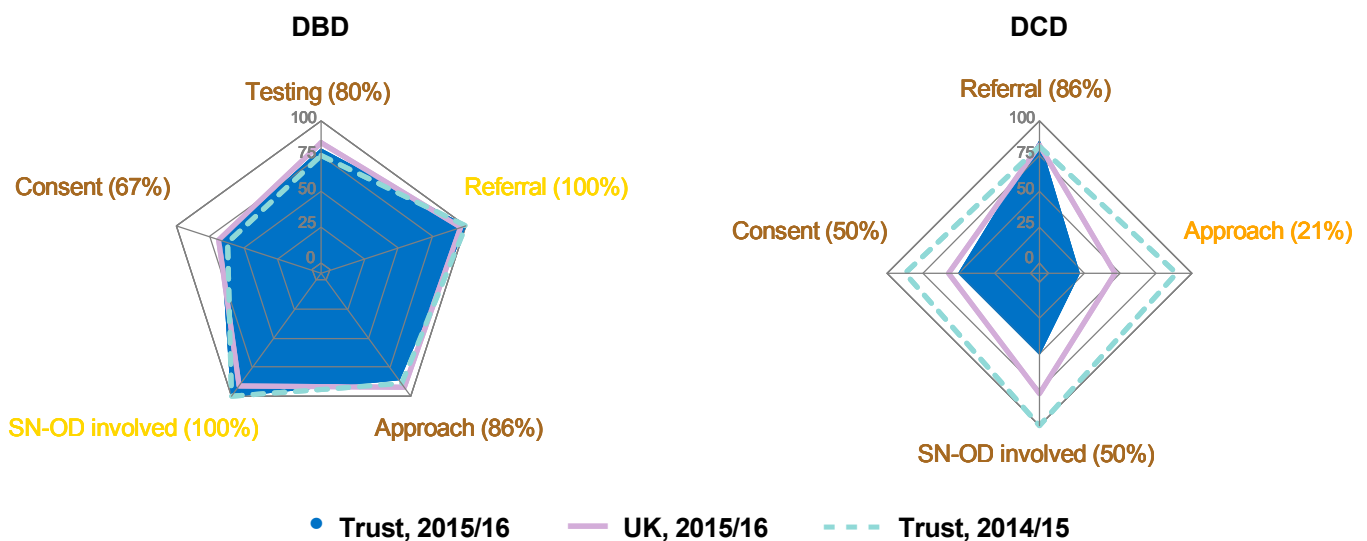 DBD
Testing (80%)
100
75
50
25
0
Consent (67%)
Referral (100%)
SN-OD involved (100%)
Approach (86%)
DCD
Referral (86%)
100
75
50
25
0
Consent (50%)
Approach (21%)
SN-OD involved (50%)
Trust, 2015/16
UK, 2015/16
Trust, 2014/15